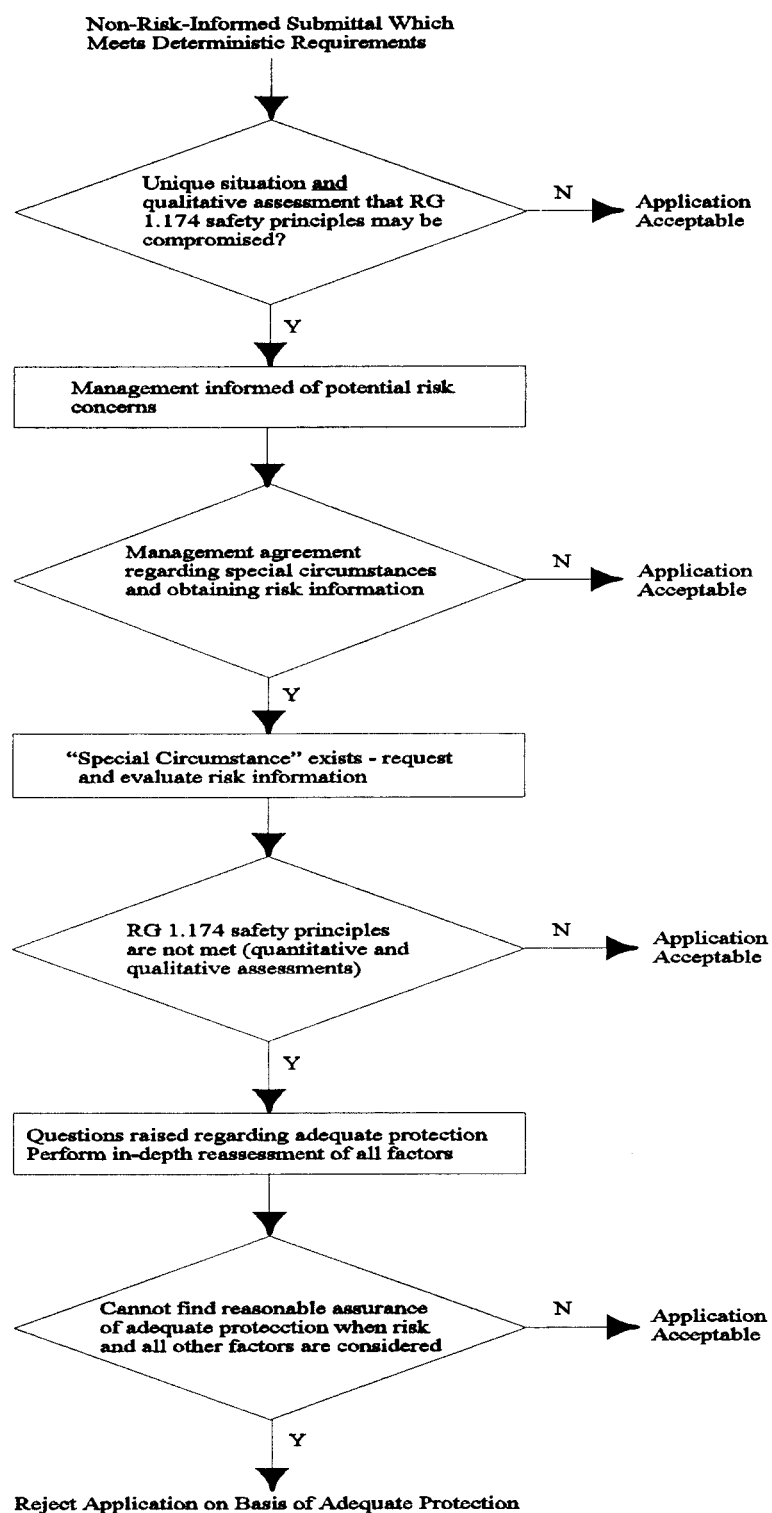 Non-Risk-Informed Submittal Which
Meets Deterministic Requirements
Unique situation and
qualitative assessment that RG
1.174 safety principles may be
compromised?
N
Application
Acceptable
Y
Management informed of potential risk
concerns
Management agreement
regarding special circumstances
and obtaining risk information
N
Application
Acceptable
Y
“Special Circumstance” exists - request
and evaluate risk information
RG 1.174 safety principles
are not met (quantitative and
qualitative assessments)
N
Application
Acceptable
Y
Questions raised regarding adequate protection
Perform in-depth reassessment of all factors
Cannot find reasonable assurance
of adequate protecction when risk
and all other factors are considered
N
Application
Acceptable
Y
Reject Application on Basis of Adequate Protection